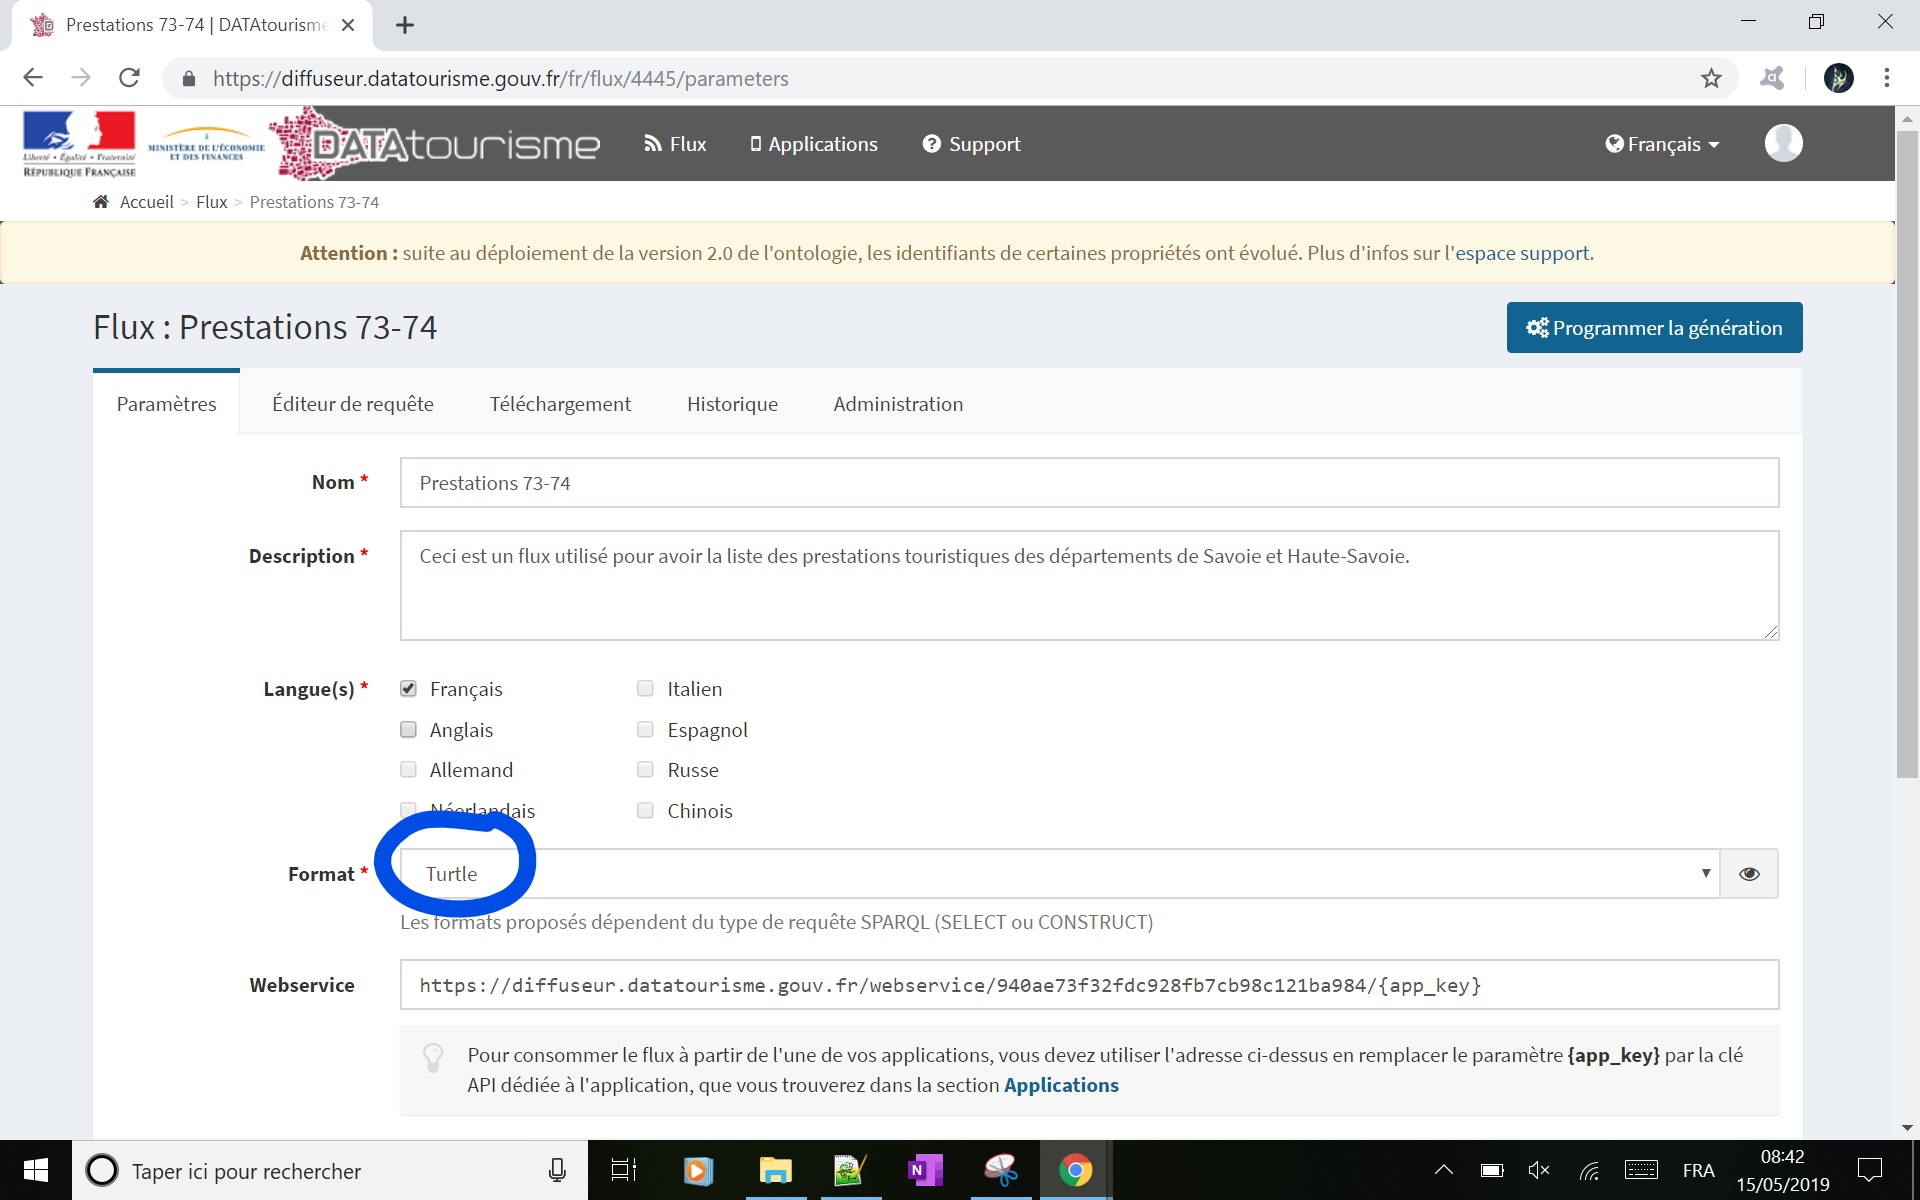 Prestations 73-74 | DATAtourisme
https://diffuseur.datatourisme.gouv.fr/fr/flux/4445/parameters
Liberté • Égalité • Fraternité
RÉPUBLIQUE FRANÇAISE
MINISTÈRE DE L'ÉCONOMIE
ET DES FINANCES
DATAtourisme
Flux
Applications
Support
Français
Accueil > Flux > Prestations 73-74
Attention : suite au déploiement de la version 2.0 de l'ontologie, les identifiants de certaines propriétés ont évolué. Plus d'infos sur l'espace support.
Flux : Prestations 73-74
Programmer la génération
Paramètres
Éditeur de requête
Téléchargement
Historique
Administration
Nom *
Prestations 73-74
Description *
Ceci est un flux utilisé pour avoir la liste des prestations touristiques des départements de Savoie et Haute-Savoie.
Langue(s) *
Français
Italien
Anglais
Espagnol
Allemand
Russe
Néerlandais
Chinois
Format *
Turtle
Les formats proposés dépendent du type de requête SPARQL (SELECT ou CONSTRUCT)
Webservice
https://diffuseur.datatourisme.gouv.fr/webservice/940ae73f32fdc928fb7cb98c121ba984/{app_key}
Pour consommer le flux à partir de l'une de vos applications, vous devez utiliser l'adresse ci-dessus en remplacer le paramètre {app_key} par la clé
API dédiée à l'application, que vous trouverez dans la section Applications
Taper ici pour rechercher
N
FRA
08:42
15/05/2019